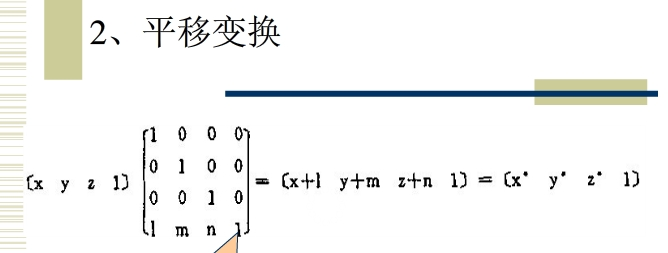 2、平移变换
[x y z 1] [1 0 0 0
0 1 0 0
0 0 1 0
l m n 1] = [x+l y+m z+n 1] = [x* y* z* 1]